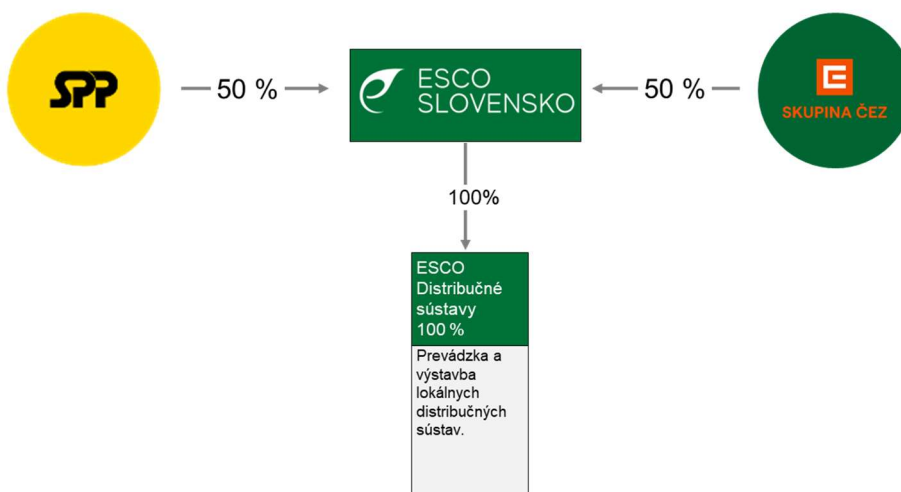 SPP
50 %
ESCO
SLOVENSKO
50 %
SKUPINA ČEZ
100%
ESCO
Distribučné
sústavy
100 %
Prevádzka a
výstavba
lokálnych
distribučných
sústav.